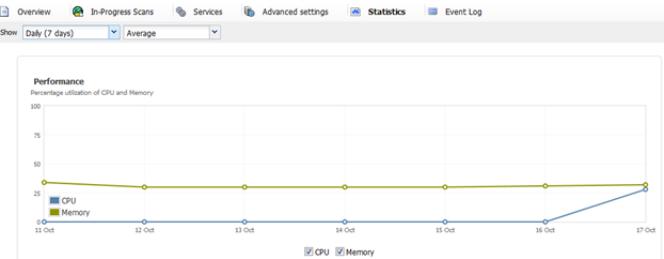 Overview In-Progress Scans Services Advanced settings Statistics Event Log
Show Daily (7 days) Average
Performance
Percentage utilization of CPU and Memory
100
75
50
25
CPU
Memory
0
11 Oct 12 Oct 13 Oct 14 Oct 15 Oct 16 Oct 17 Oct
CPU Memory